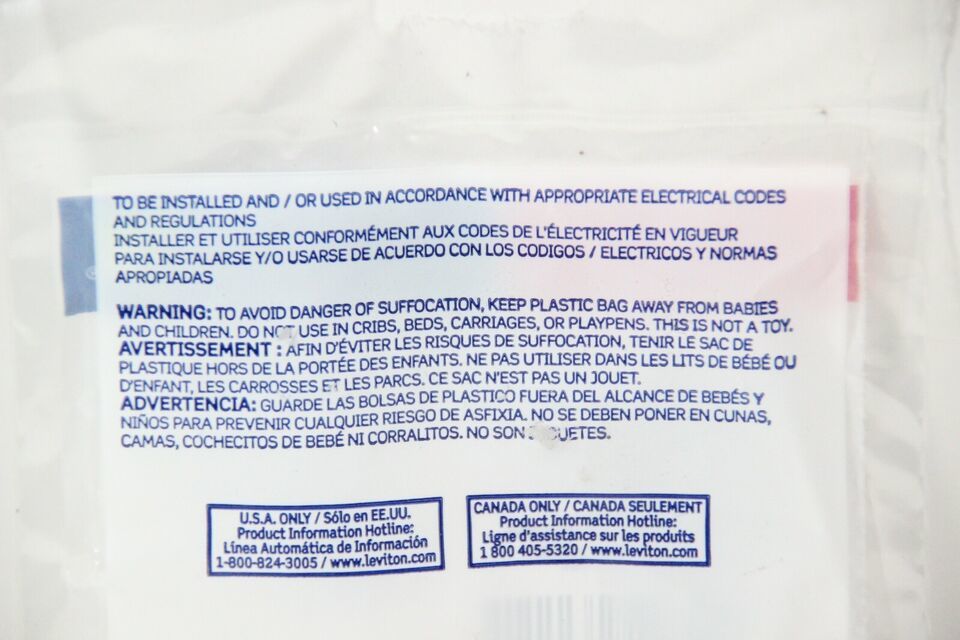 TO BE INSTALLED AND / OR USED IN ACCORDANCE WITH APPROPRIATE ELECTRICAL CODES
AND REGULATIONS
INSTALLER ET UTILISER CONFORMÉMENT AUX CODES DE L'ÉLECTRICITÉ EN VIGUEUR
PARA INSTALARSE Y/O USARSE DE ACUERDO CON LOS CODIGOS / ELECTRICOS Y NORMAS
APROPIADAS
WARNING: TO AVOID DANGER OF SUFFOCATION, KEEP PLASTIC BAG AWAY FROM BABIES
AND CHILDREN. DO NOT USE IN CRIBS, BEDS, CARRIAGES, OR PLAYPENS. THIS IS NOT A TOY.
AVERTISSEMENT : AFIN D'ÉVITER LES RISQUES DE SUFFOCATION, TENIR LE SAC DE
PLASTIQUE HORS DE LA PORTÉE DES ENFANTS. NE PAS UTILISER DANS LES LITS DE BÉBÉ OU
D'ENFANT, LES CARROSSES ET LES PARCS. CE SAC N'EST PAS UN JOUET.
ADVERTENCIA: GUARDE LAS BOLSAS DE PLASTICO FUERA DEL ALCANCE DE BEBÉS Y
NIÑOS PARA PREVENIR CUALQUIER RIESGO DE ASFIXIA. NO SE DEBEN PONER EN CUNAS,
CAMAS, COCHECITOS DE BEBÉ NI CORRALITOS. NO SON
U.S.A. ONLY / Sólo en EE.UU.
Product Information Hotline:
Línea Automática de Información
1-800-824-3005 / www.leviton.com
CANADA ONLY / CANADA SEULEMENT
Product Information Hotline:
Ligne d'assistance sur les produits
1 800 405-5320 / www.leviton.com